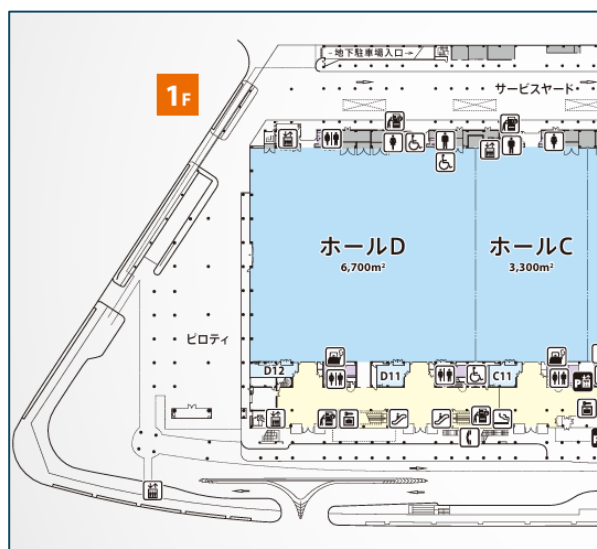 地下駐車場入口→
1F
サービスヤード
ホールD
6,700m²
ホールC
3,300m²
ピロティ
D12
D11
C11
P